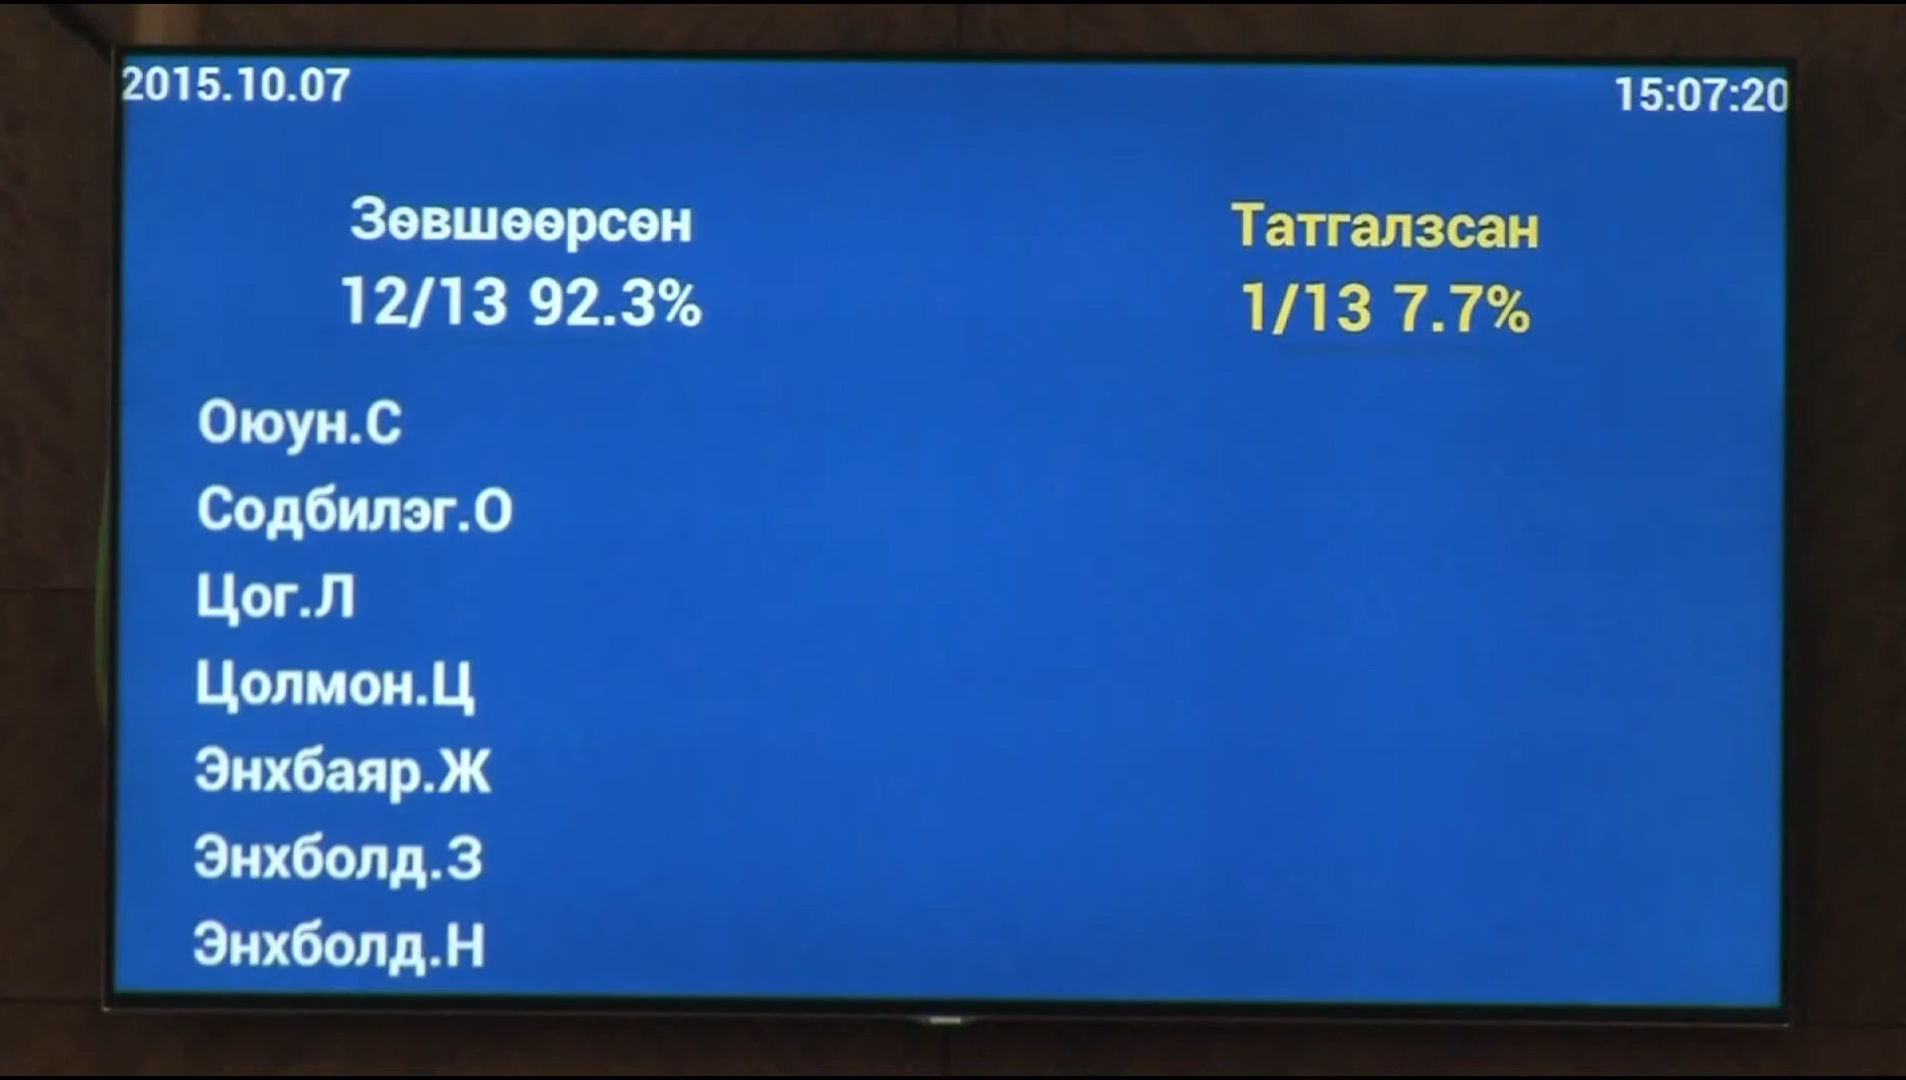 2015.10.07
15:07:20
Зөвшөөрсөн
Татгалзсан
12/13 92.3%
1/13 7.7%
Оюун.С
Содбилэг.О
Цог.Л
Цолмон.Ц
Энхбаяр.Ж
Энхболд.З
Энхболд.Н